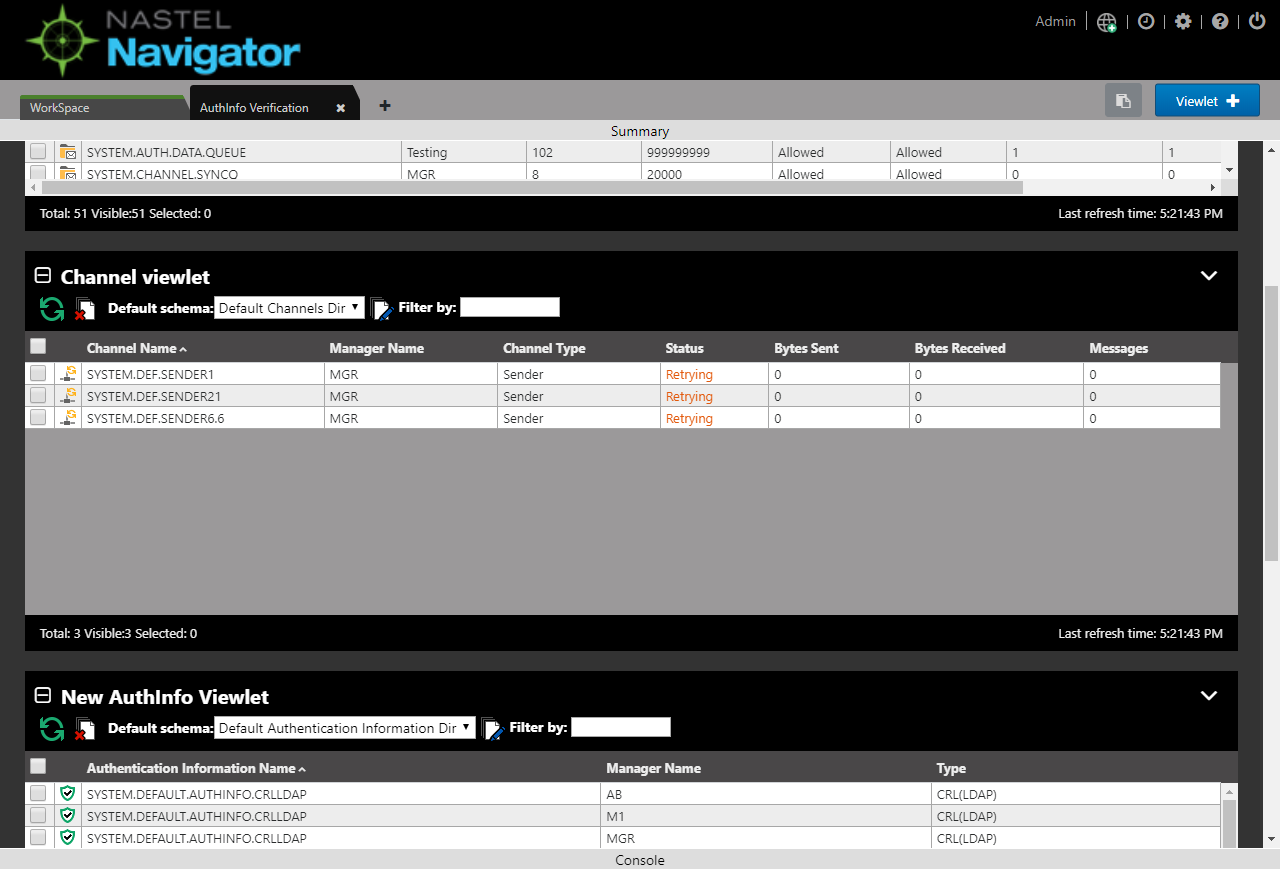 NASTEL
Navigator
Admin
WorkSpace
AuthInfo Verification
Viewlet
Summary
SYSTEM.AUTH.DATA.QUEUE Testing 102 999999999 Allowed Allowed 1 1
SYSTEM.CHANNEL.SYNCQ MGR 8 20000 Allowed Allowed 0 0
Total: 51 Visible:51 Selected: 0 Last refresh time: 5:21:43 PM
Channel viewlet
Default schema: Default Channels Dir Filter by:
Channel Name Manager Name Channel Type Status Bytes Sent Bytes Received Messages
SYSTEM.DEF.SENDER1 MGR Sender Retrying 0 0 0
SYSTEM.DEF.SENDER21 MGR Sender Retrying 0 0 0
SYSTEM.DEF.SENDER6.6 MGR Sender Retrying 0 0 0
Total: 3 Visible:3 Selected: 0 Last refresh time: 5:21:43 PM
New AuthInfo Viewlet
Default schema: Default Authentication Information Dir Filter by:
Authentication Information Name Manager Name Type
SYSTEM.DEFAULT.AUTHINFO.CRLLDAP AB CRL(LDAP)
SYSTEM.DEFAULT.AUTHINFO.CRLLDAP M1 CRL(LDAP)
SYSTEM.DEFAULT.AUTHINFO.CRLLDAP MGR CRL(LDAP)
Console